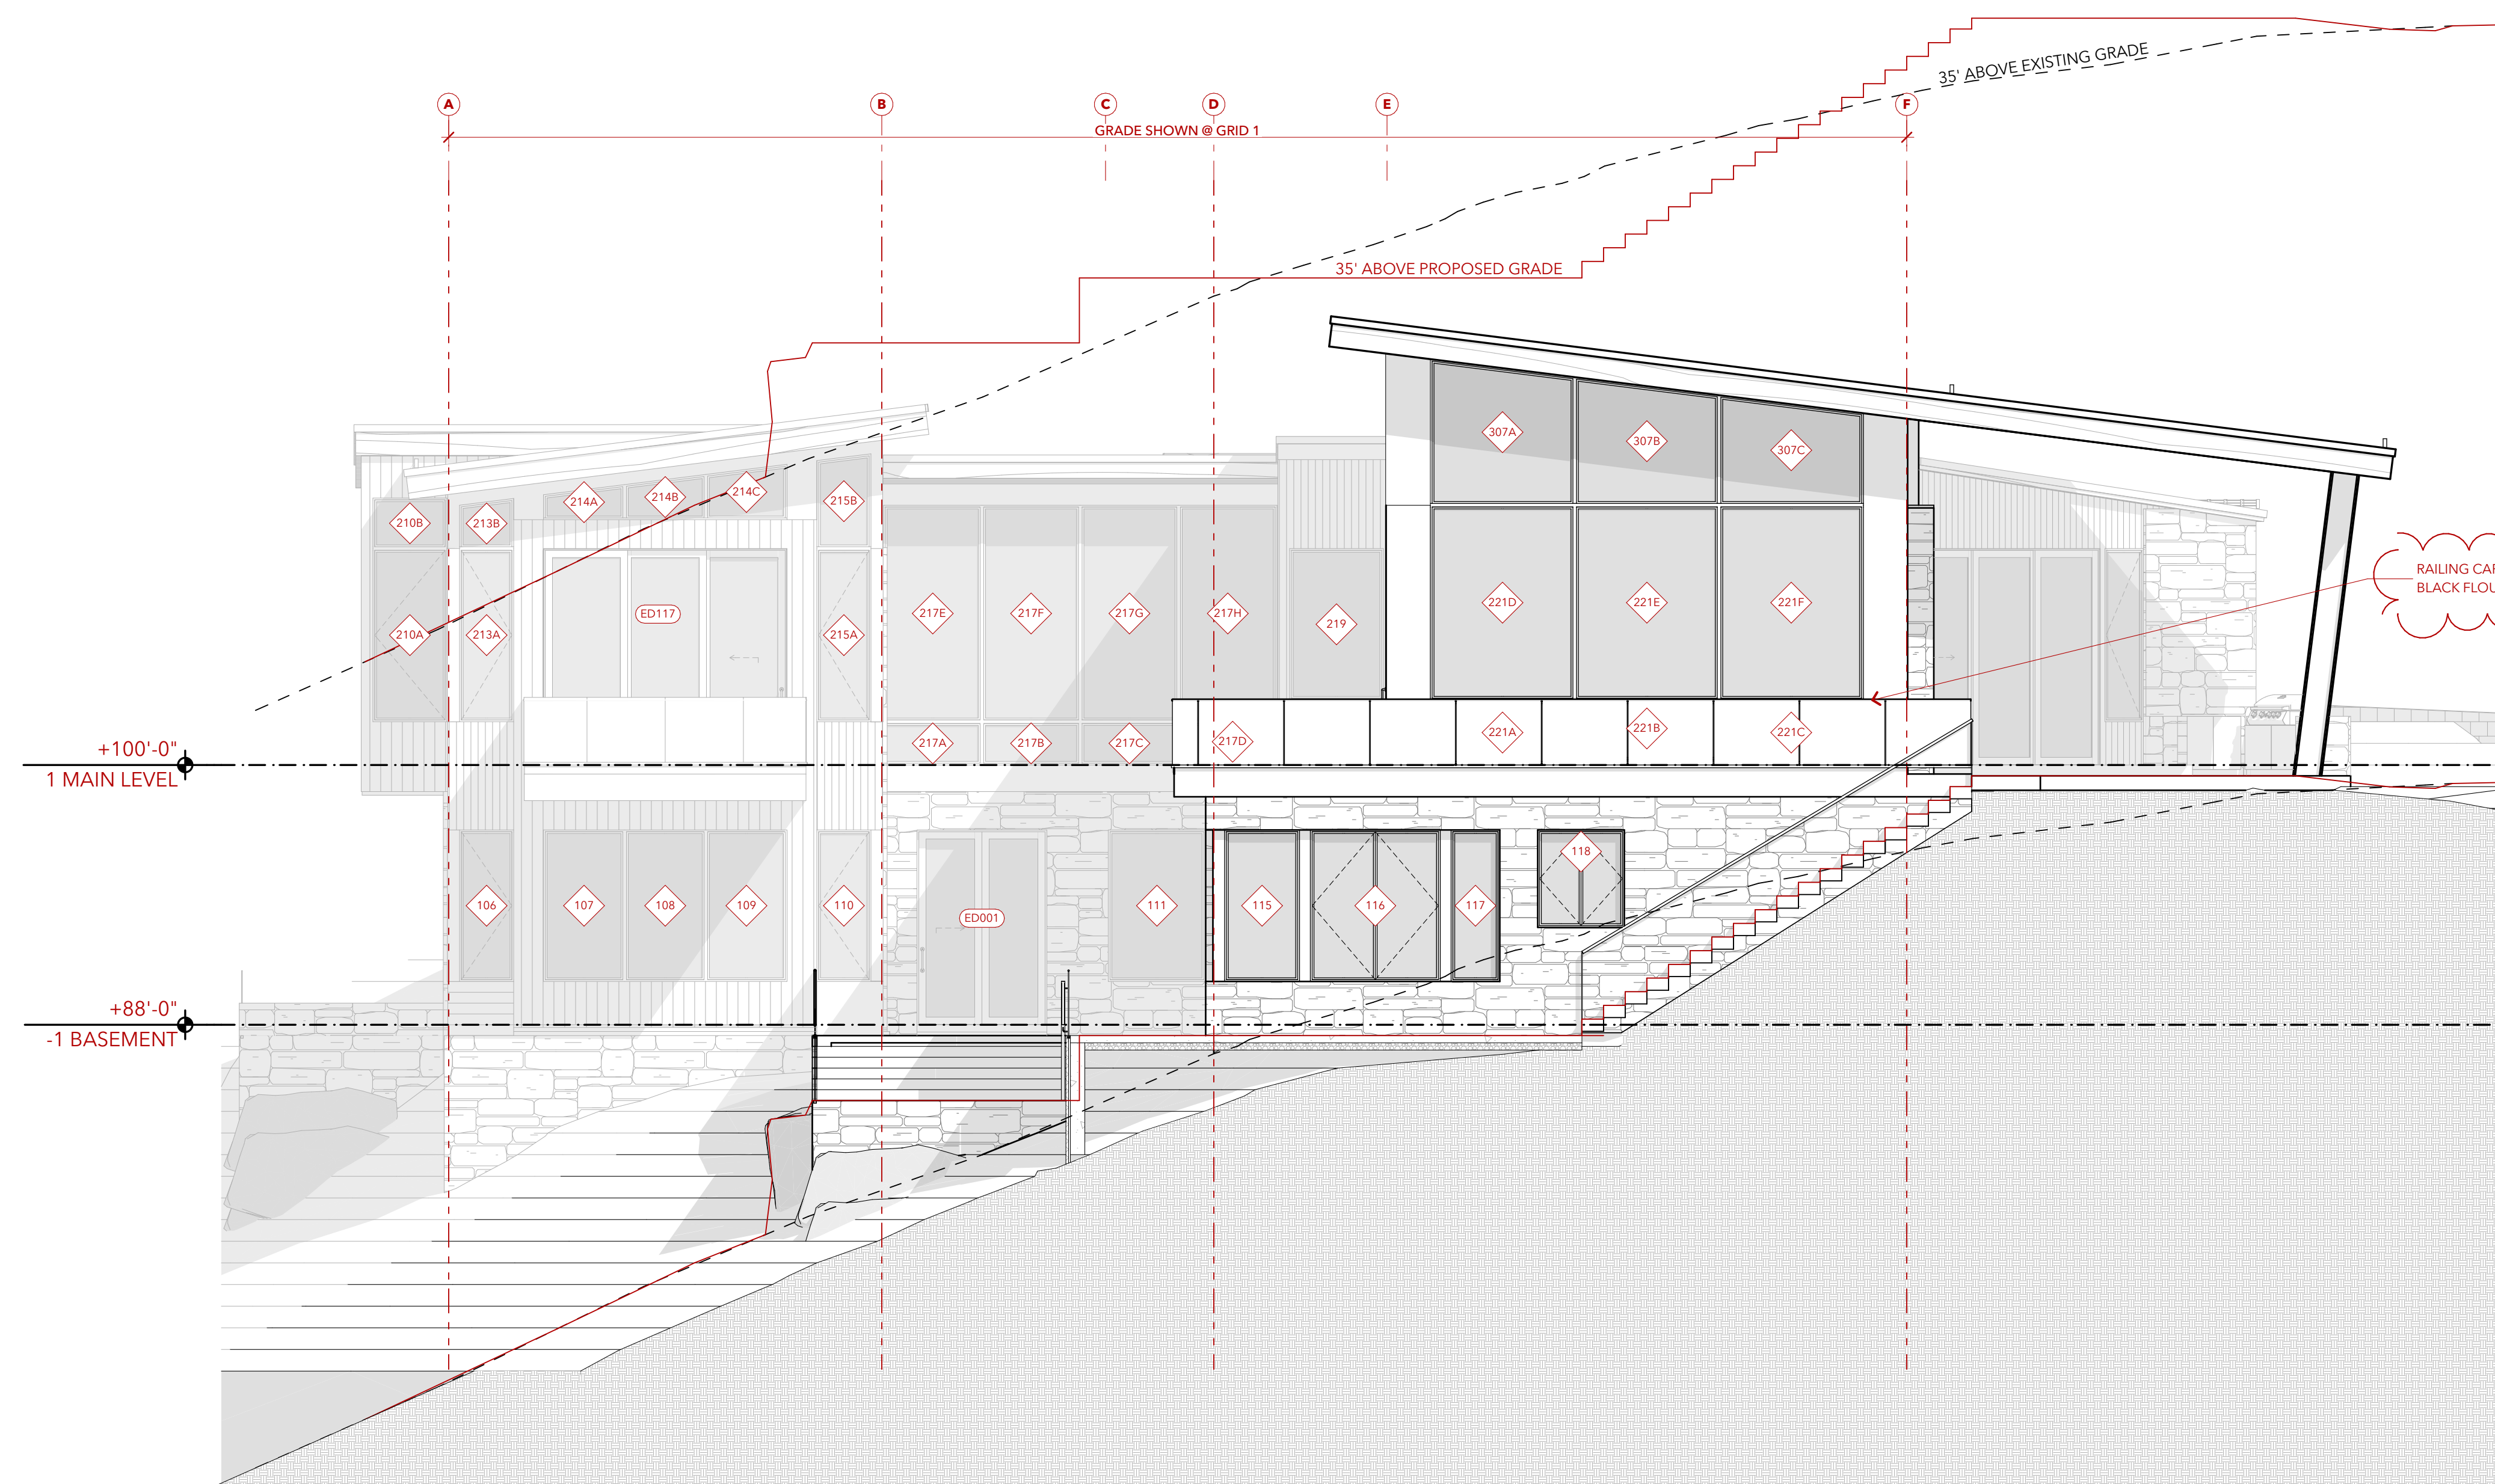 35' ABOVE EXISTING GRADE
A B C D E F
GRADE SHOWN @ GRID 1
35' ABOVE PROPOSED GRADE
307A
307B
307C
210B
213B
214A
214B
214C
215B
210A
213A
ED117
215A
217E
217F
217G
217H
219
221D
221E
221F
RAILING
BLACK
217A
217B
217C
217D
221A
221B
221C
+100'-0"
1 MAIN LEVEL
106
107
108
109
110
ED001
111
115
116
117
118
+88'-0"
-1 BASEMENT